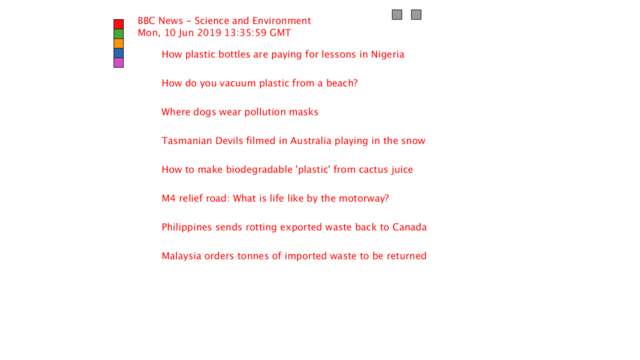 BBC News - Science and Environment
Mon, 10 Jun 2019 13:35:59 GMT
How plastic bottles are paying for lessons in Nigeria
How do you vacuum plastic from a beach?
Where dogs wear pollution masks
Tasmanian Devils filmed in Australia playing in the snow
How to make biodegradable 'plastic' from cactus juice
M4 relief road: What is life like by the motorway?
Philippines sends rotting exported waste back to Canada
Malaysia orders tonnes of imported waste to be returned